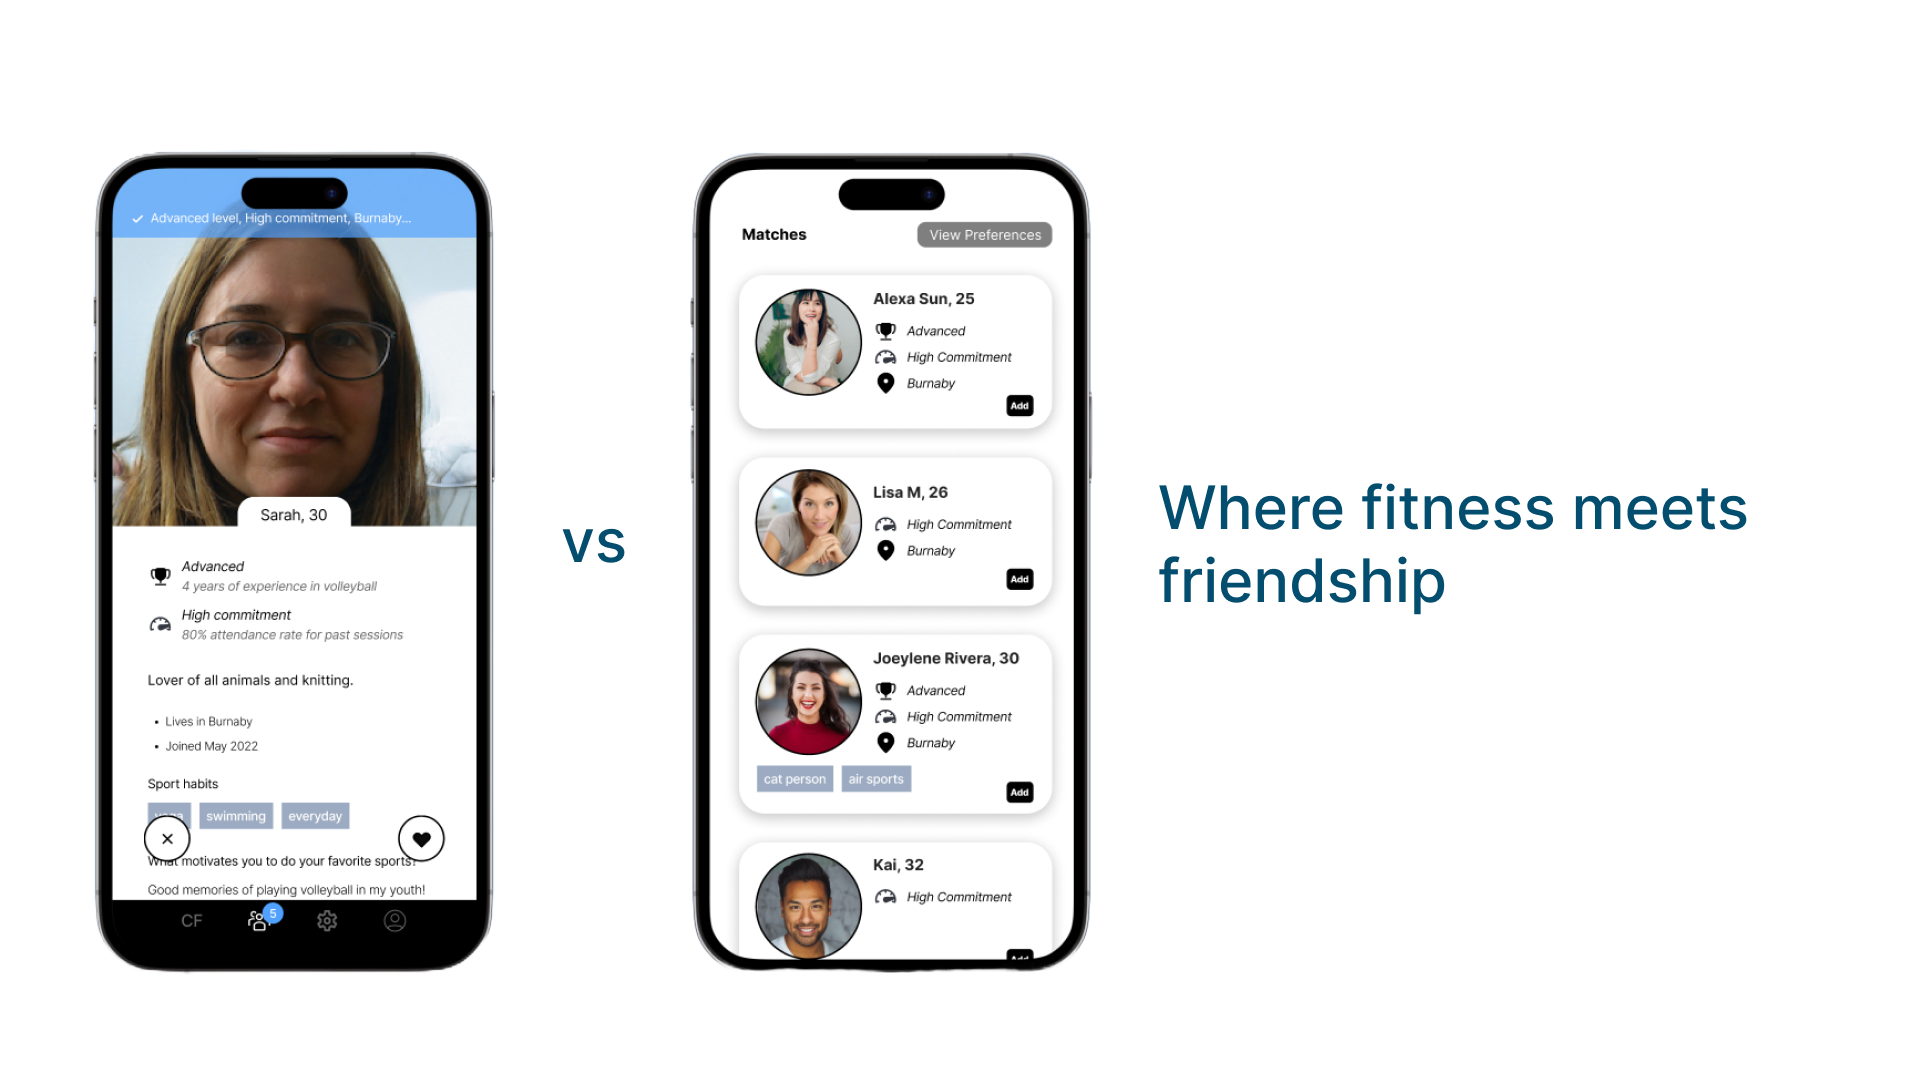 Advanced level, High commitment, Burnaby...
Sarah, 30
Advanced
4 years of experience in volleyball
High commitment
80% attendance rate for past sessions
Lover of all animals and knitting.
• Lives in Burnaby
• Joined May 2022
Sport habits
yoga swimming everyday
What motivates you to do your favorite sports?
Good memories of playing volleyball in my youth!
CF 5
vs
Matches View Preferences
Alexa Sun, 25
Advanced
High Commitment
Burnaby
Add
Lisa M, 26
High Commitment
Burnaby
Add
Joeylene Rivera, 30
Advanced
High Commitment
Burnaby
cat person air sports
Add
Kai, 32
High Commitment
Add
Where fitness meets
friendship